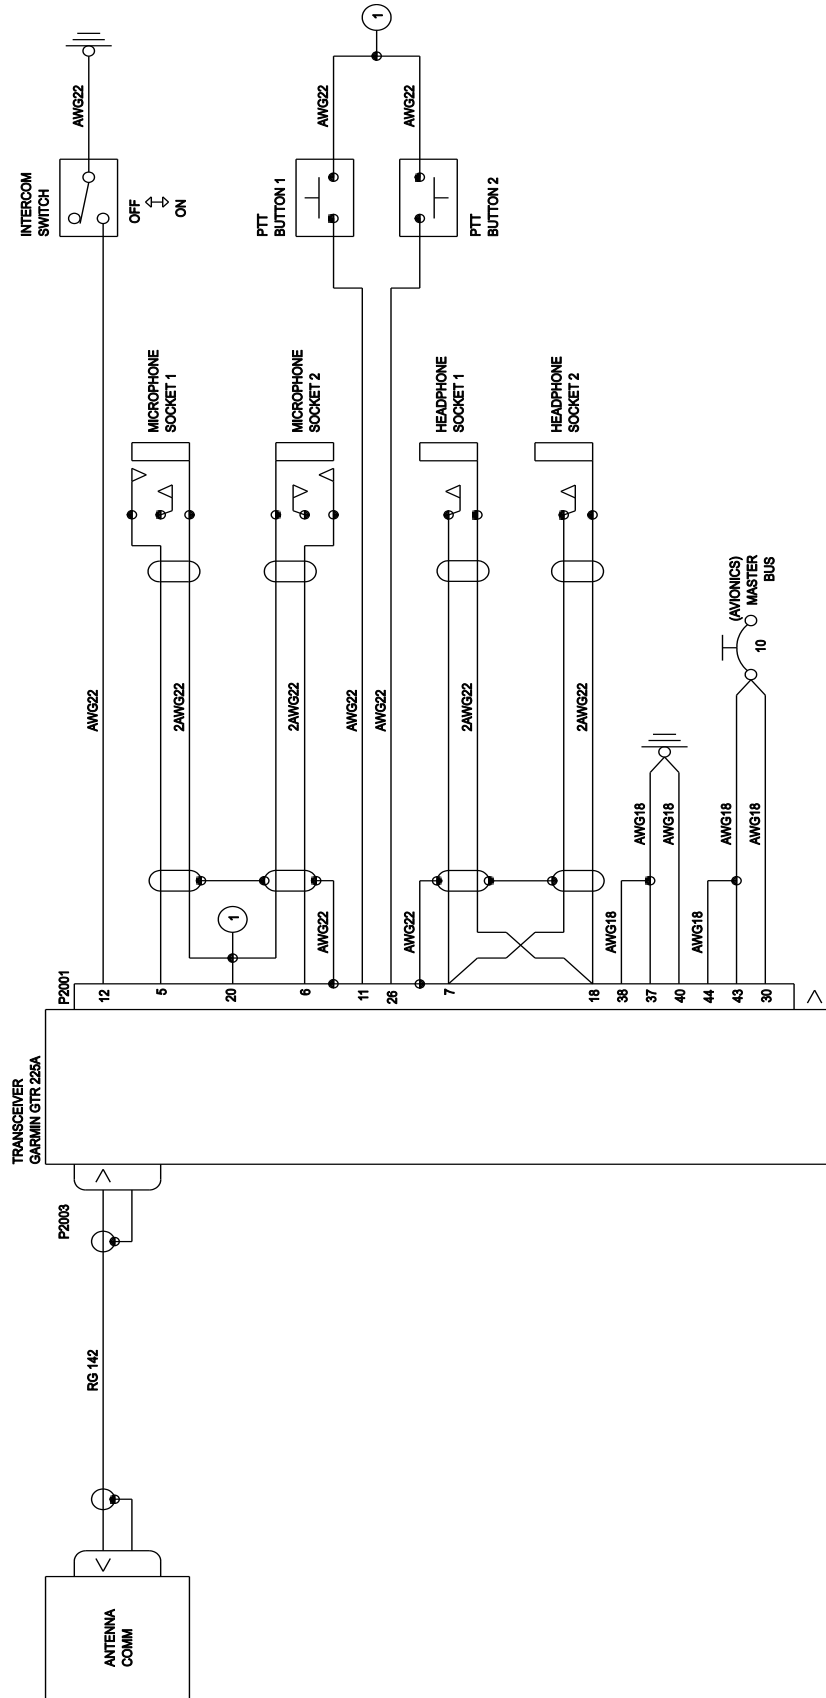 ANTENNA
COMM
RG 142
P2003
TRANSCEIVER
GARMIN GTR 225A
P2001
12
5
20
6
11
26
7
18
38
37
40
44
43
30
AWG22
INTERCOM
SWITCH
OFF
ON
AWG22
2AWG22
MICROPHONE
SOCKET 1
1
2AWG22
MICROPHONE
SOCKET 2
AWG22
AWG22
PTT
BUTTON 1
AWG22
AWG22
PTT
BUTTON 2
AWG22
1
AWG22
2AWG22
HEADPHONE
SOCKET 1
2AWG22
HEADPHONE
SOCKET 2
AWG18
AWG18
AWG18
AWG18
AWG18
AWG18
10
(AVIONICS)
MASTER
BUS